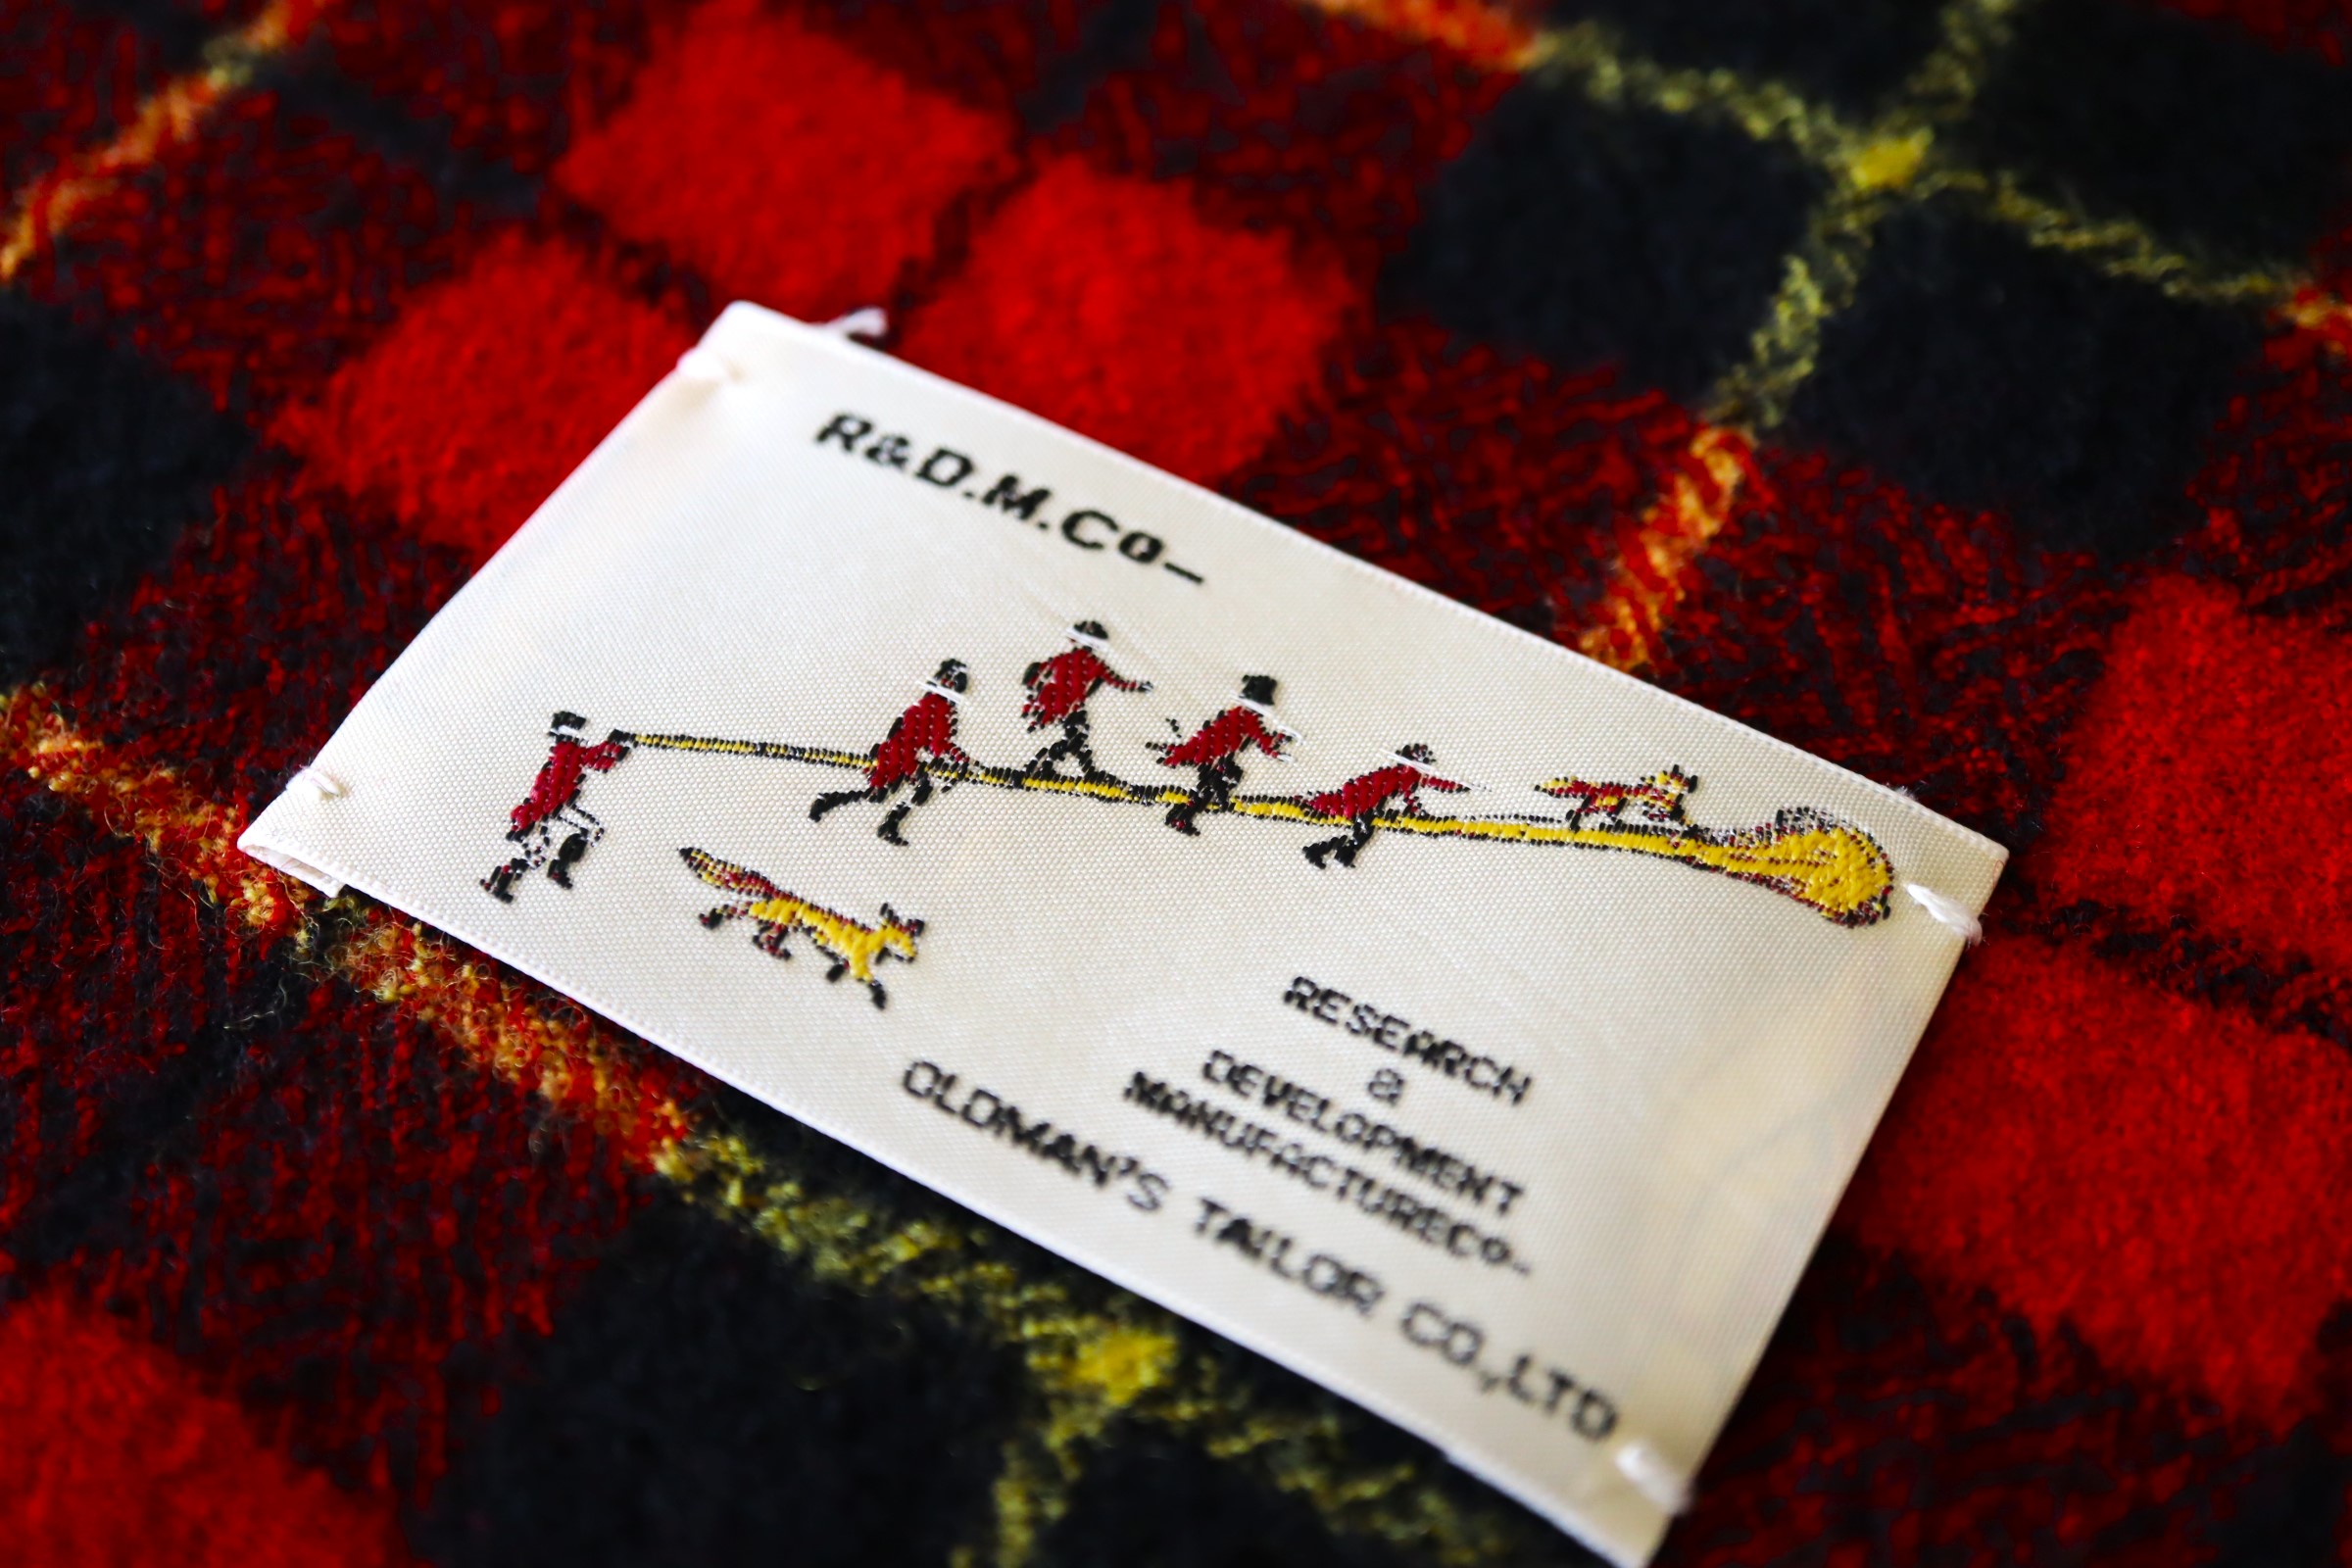 R&D.M.Co-
RESEARCH
&
DEVELOPMENT
MANUFACTURECo-
OLDMAN'S TAILOR CO.,LTD